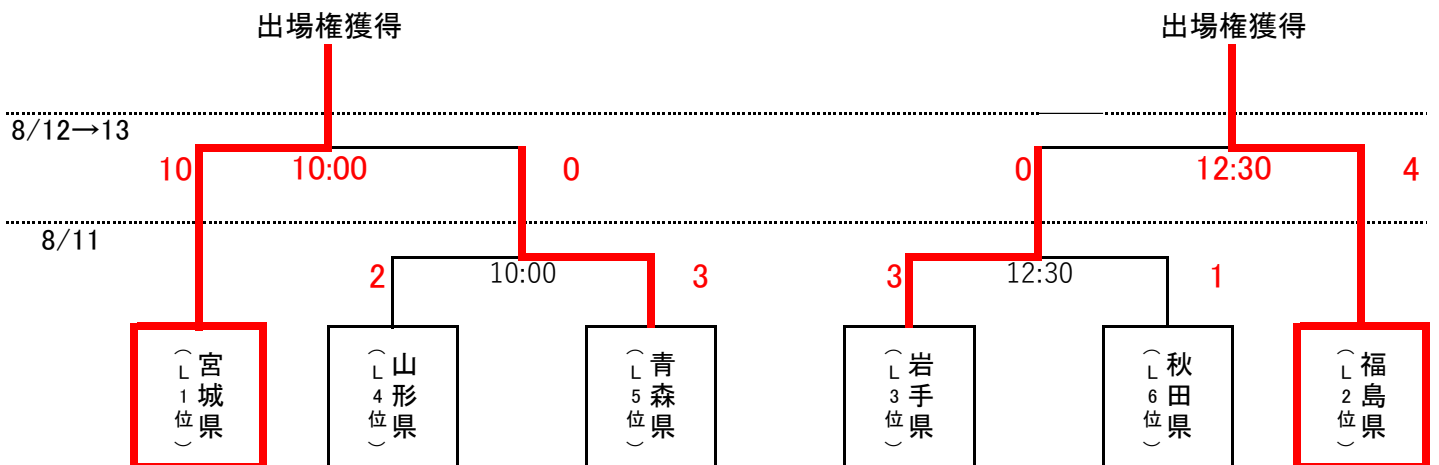 出場権獲得
出場権獲得
8/12→13
10
10:00
0
0
12:30
4
8/11
2
10:00
3
3
12:30
1
宮城県
（L1位）
山形県
（L4位）
青森県
（L5位）
岩手県
（L3位）
秋田県
（L6位）
福島県
（L2位）